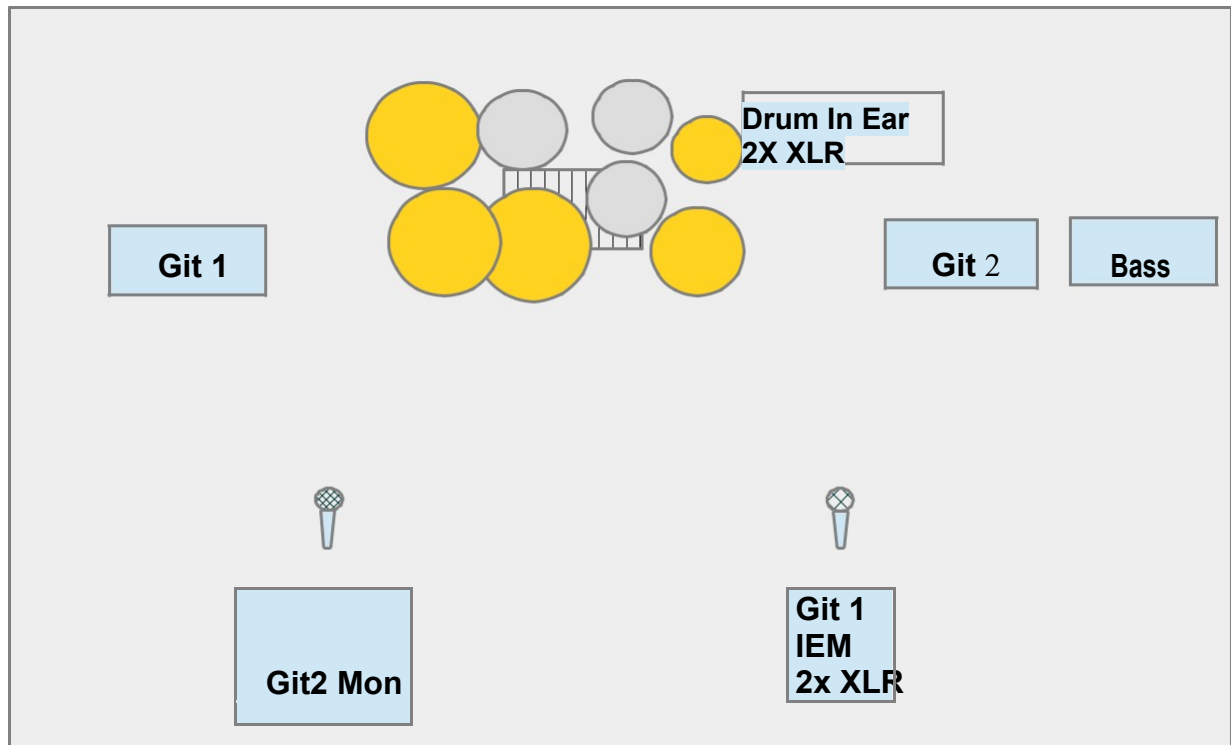 Drum In Ear
2X XLR
Git 1
Git 2
Bass
Git2 Mon
Git 1
IEM
2x XLR